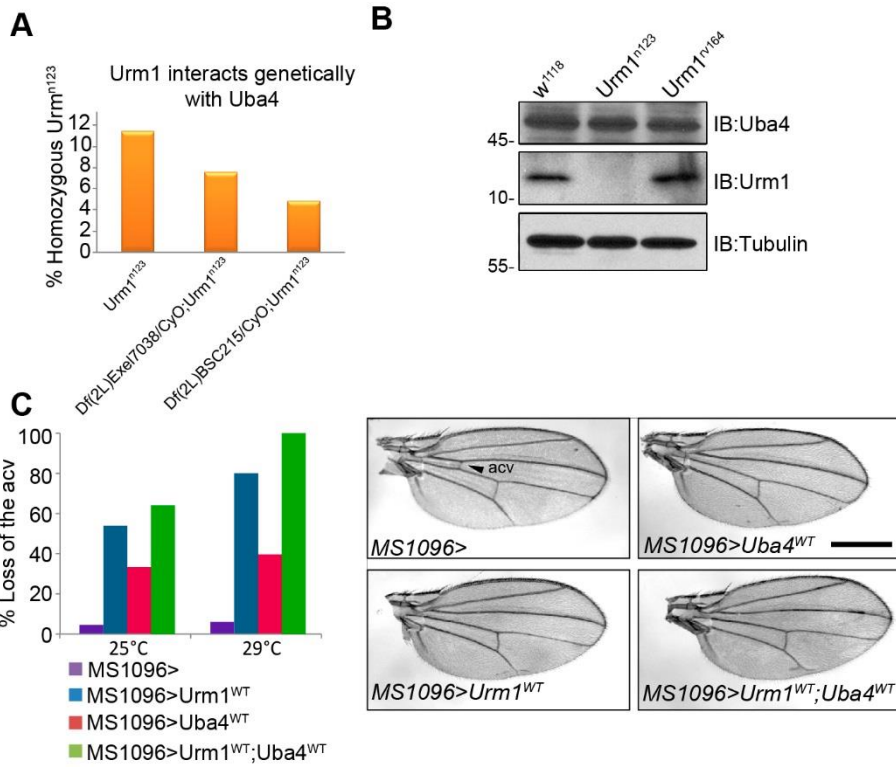 A
Urm1 interacts genetically
with Uba4
% Homozygous Urm^n123
12
10
8
6
4
2
0
Urm1^n123
Df(2L)Exel7038/CyO;Urm1^n123
Df(2L)BSC215/CyO;Urm1^n123
B
w^1118
Urm1^n123
Urm1^rv164
45-
IB:Uba4
10-
IB:Urm1
55-
IB:Tubulin
C
% Loss of the acv
100
80
60
40
20
0
25°C
29°C
MS1096>
MS1096>Urm1^WT
MS1096>Uba4^WT
MS1096>Urm1^WT;Uba4^WT
acv
MS1096>
MS1096>Uba4^WT
MS1096>Urm1^WT
MS1096>Urm1^WT;Uba4^WT